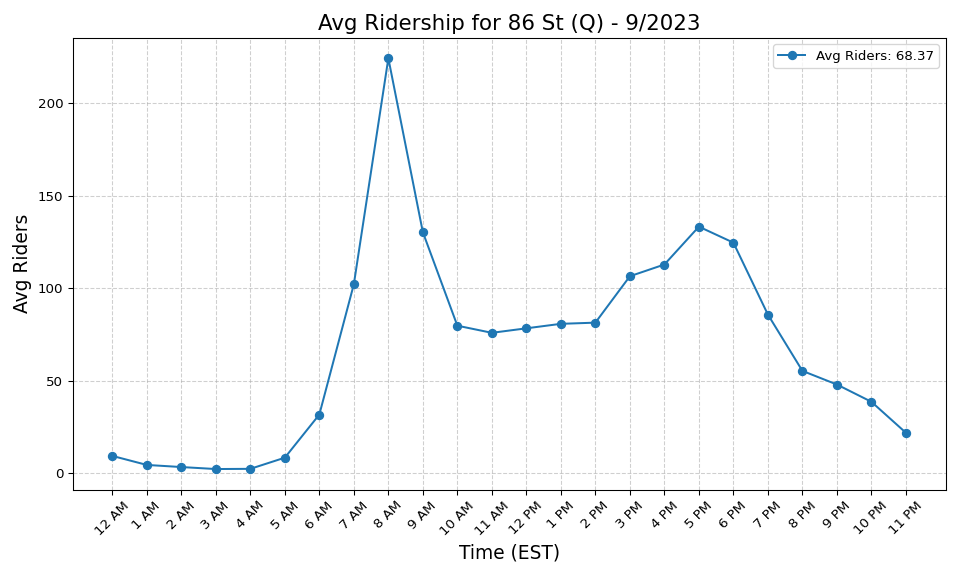 Avg Ridership for 86 St (Q) - 9/2023
Avg Riders: 68.37
Avg Riders
200
150
100
50
0
12 AM
1 AM
2 AM
3 AM
4 AM
5 AM
6 AM
7 AM
8 AM
9 AM
10 AM
11 AM
12 PM
1 PM
2 PM
3 PM
4 PM
5 PM
6 PM
7 PM
8 PM
9 PM
10 PM
11 PM
Time (EST)